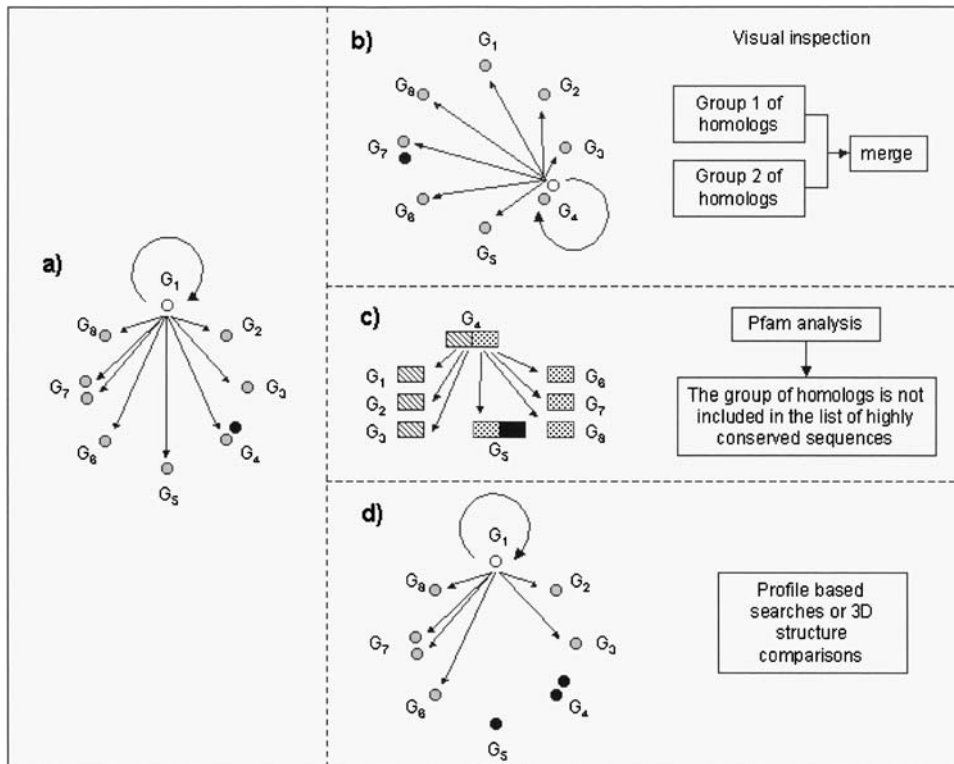 a)
G₁
G₈
G₂
G₇
G₃
G₆
G₄
G₅
b)
G₁
G₈
G₂
G₇
G₃
G₆
G₄
G₅
Visual inspection
Group 1 of
homologs
Group 2 of
homologs
merge
c)
G₄
G₁
G₆
G₂
G₇
G₃
G₈
G₅
Pfam analysis
The group of homologs is not
included in the list of highly
conserved sequences
d)
G₁
G₈
G₂
G₇
G₃
G₆
G₄
G₅
Profile based
searches or 3D
structure
comparisons